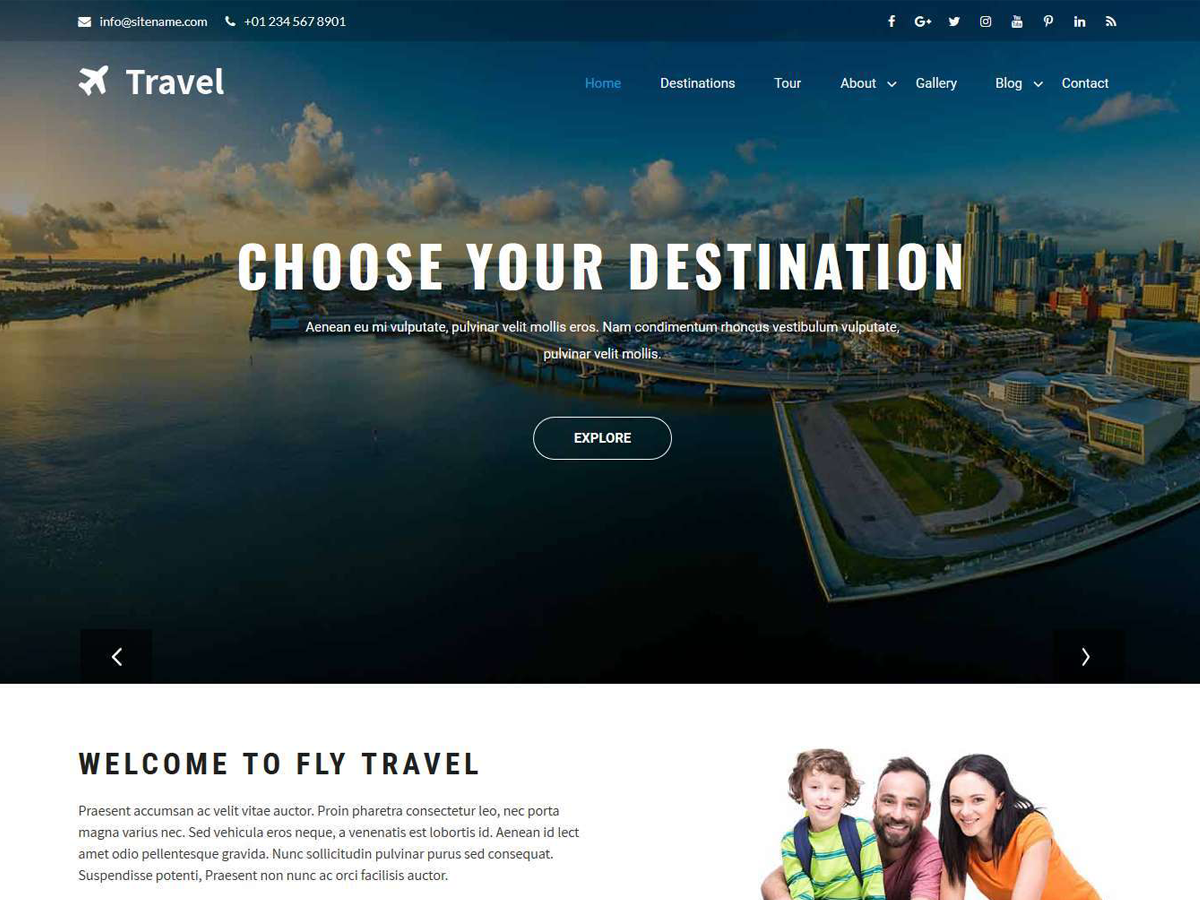 info@sitename.com +01 234 567 8901
Travel
Home Destinations Tour About Gallery Blog Contact
CHOOSE YOUR DESTINATION
Aenean eu mi vulputate, pulvinar velit mollis eros. Nam condimentum rhoncus vestibulum vulputate,
pulvinar velit mollis.
EXPLORE
WELCOME TO FLY TRAVEL
Praesent accumsan ac velit vitae auctor. Proin pharetra consectetur leo, nec porta
magna varius nec. Sed vehicula eros neque, a venenatis est lobortis id. Aenean id lect
amet odio pellentesque gravida. Nunc sollicitudin pulvinar purus sed consequat.
Suspendisse potenti, Praesent non nunc ac orci facilisis auctor.